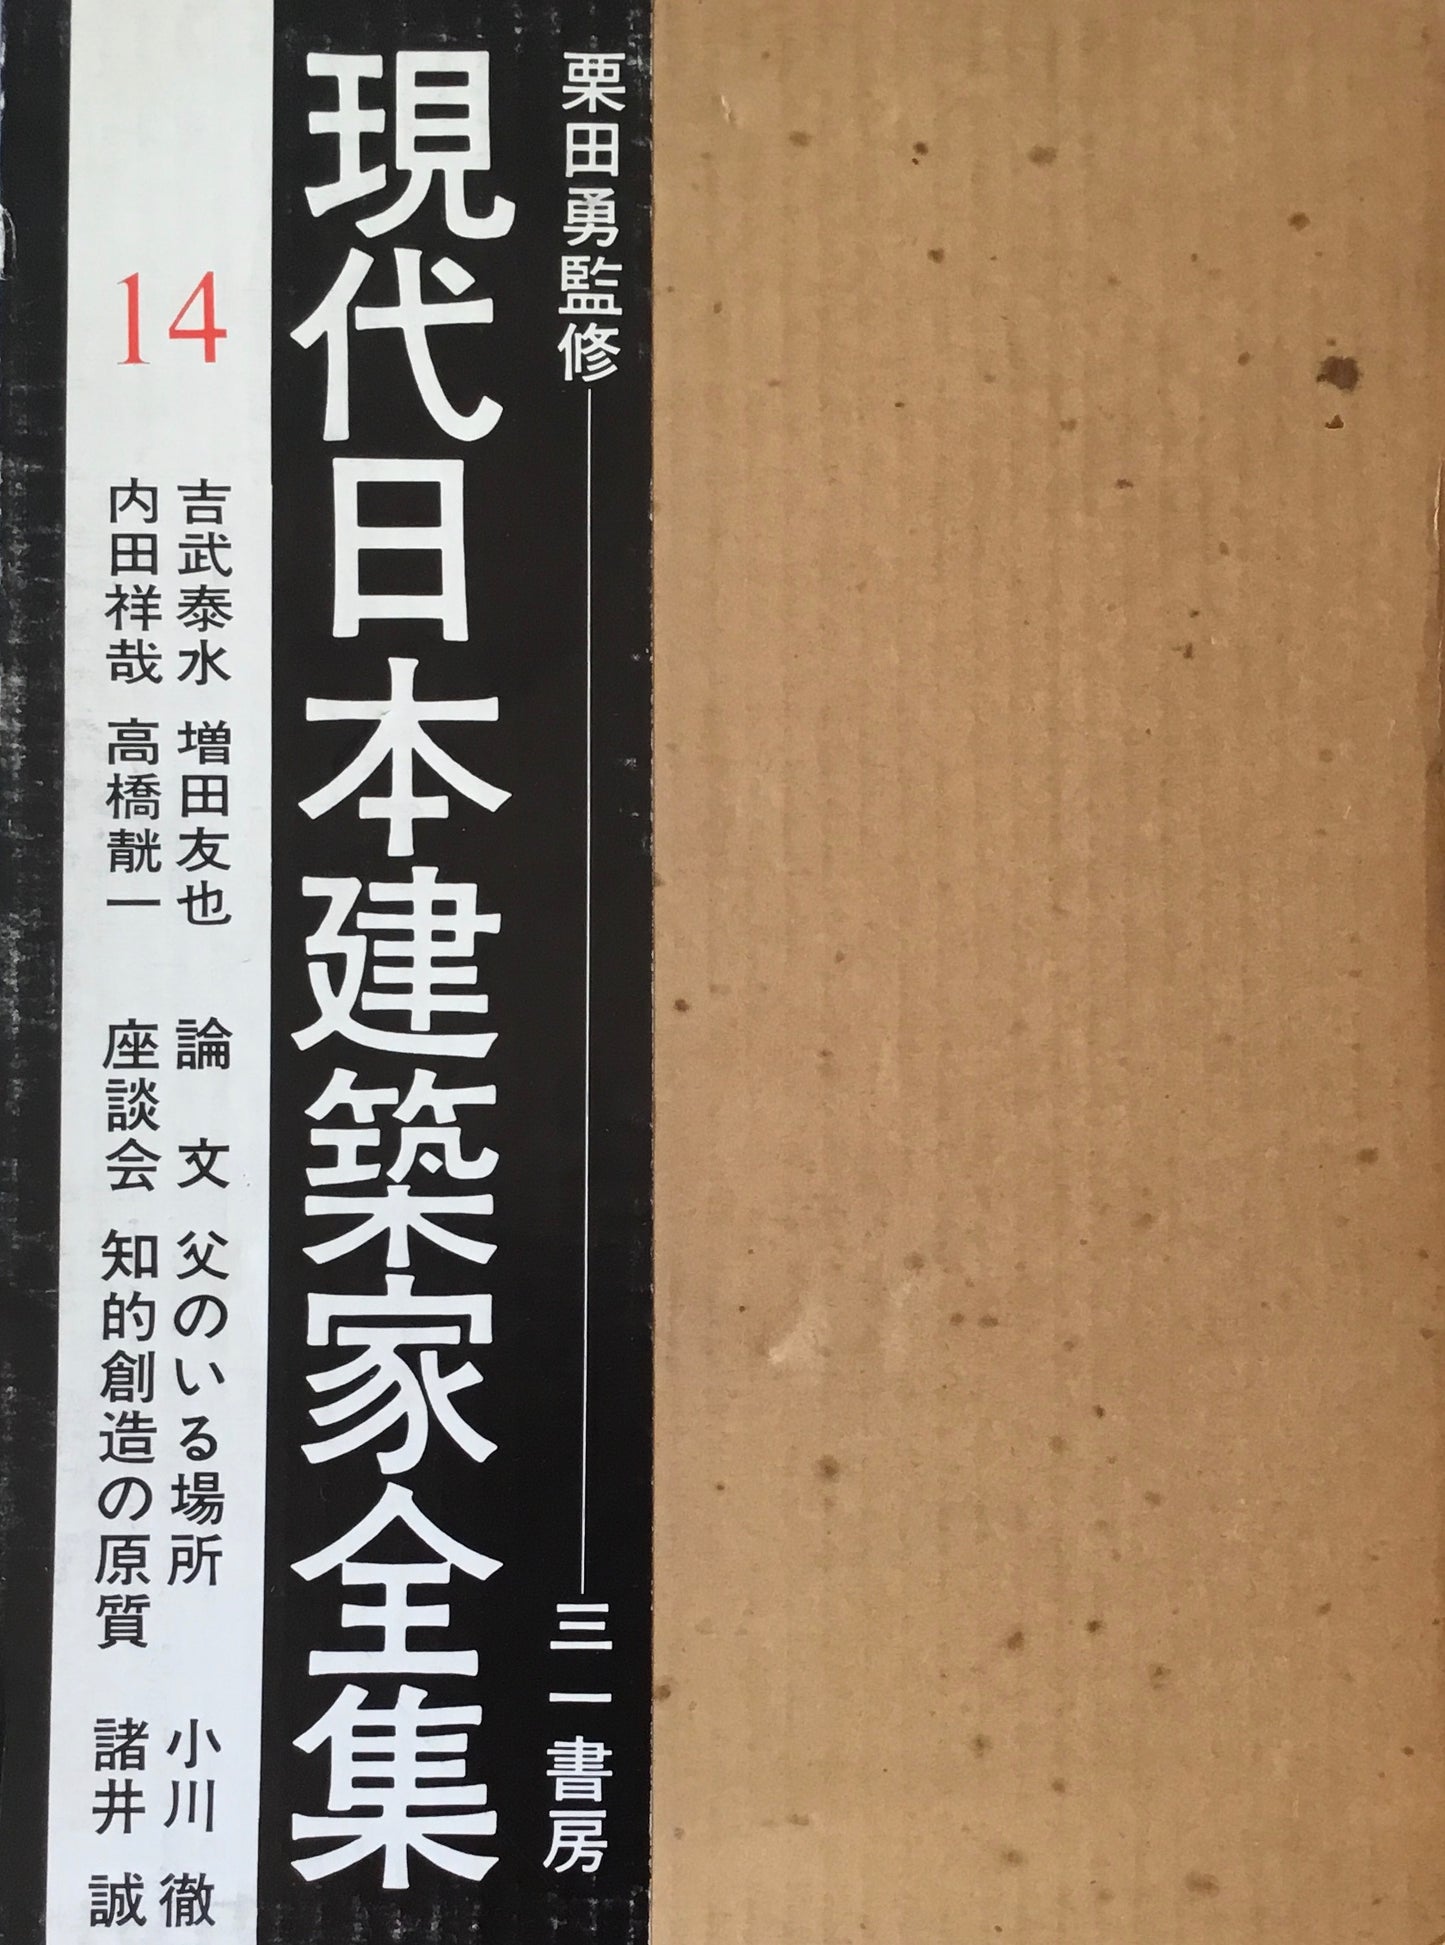 栗田勇監修 三一書房
現代日本建築家全集
14
吉武泰水 増田友也 論文 父のいる場所 小川徹
内田祥哉 高橋靗一 座談会 知的創造の原質 諸井誠